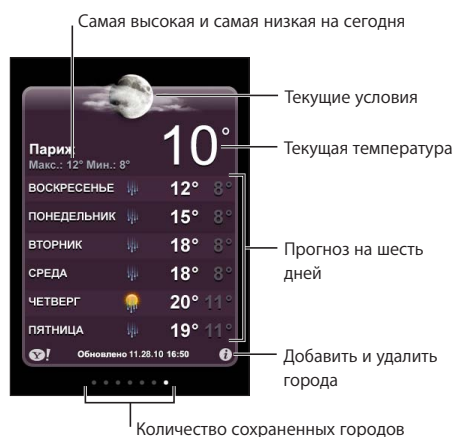 Самая высокая и самая низкая на сегодня
Текущие условия
Париж
10°
Текущая температура
Макс.: 12° Мин.: 8°
ВОСКРЕСЕНЬЕ 12° 8°
ПОНЕДЕЛЬНИК 15° 8°
ВТОРНИК 18° 8°
Прогноз на шесть
дней
СРЕДА 18° 8°
ЧЕТВЕРГ 20° 11°
ПЯТНИЦА 19° 11°
Y! Обновлено 11.28.10 16:50 i
Добавить и удалить
города
Количество сохраненных городов